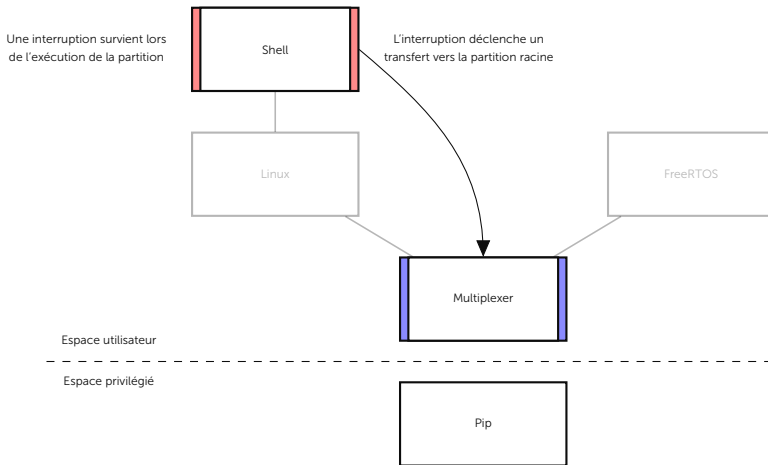 Une interruption survient lors
de l'exécution de la partition
Shell
L'interruption déclenche un
transfert vers la partition racine
Linux
FreeRTOS
Multiplexer
Espace utilisateur
Espace privilégié
Pip